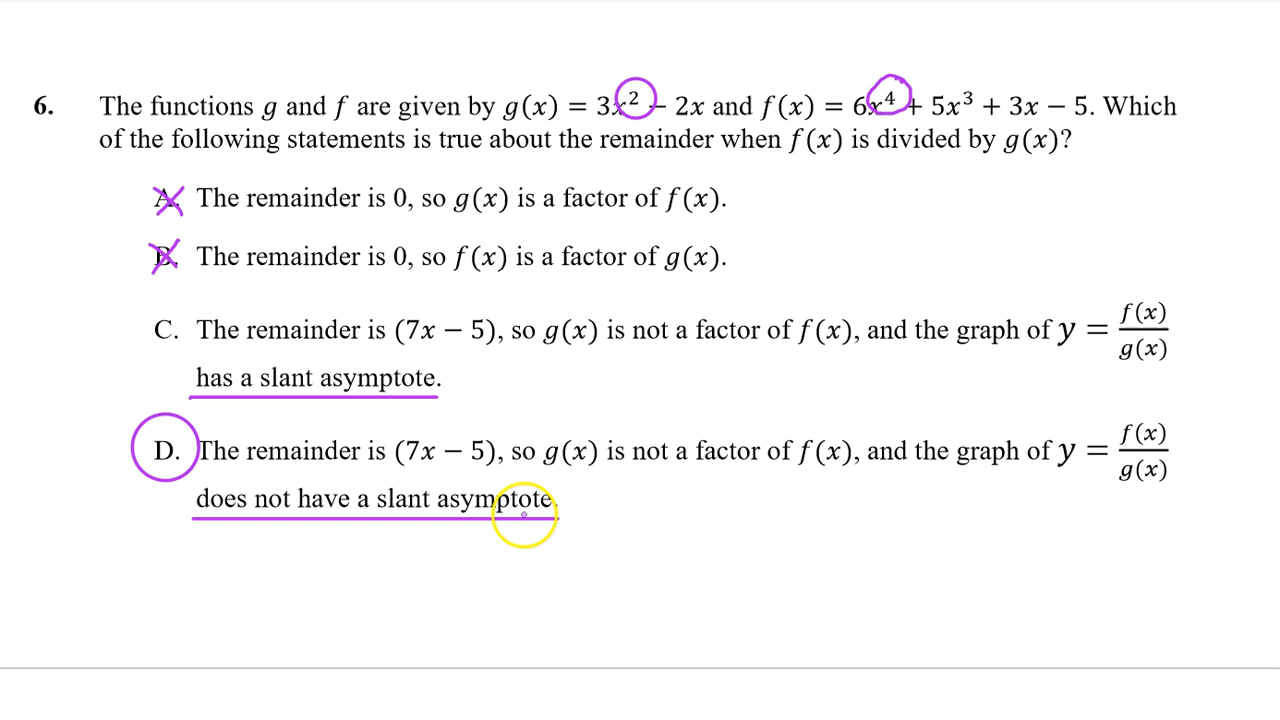 6. The functions g and f are given by g(x) = 3x² − 2x and f(x) = 6x⁴ + 5x³ + 3x − 5. Which
of the following statements is true about the remainder when f(x) is divided by g(x)?
A. The remainder is 0, so g(x) is a factor of f(x).
B. The remainder is 0, so f(x) is a factor of g(x).
C. The remainder is (7x − 5), so g(x) is not a factor of f(x), and the graph of y = f(x)/g(x)
has a slant asymptote.
D. The remainder is (7x − 5), so g(x) is not a factor of f(x), and the graph of y = f(x)/g(x)
does not have a slant asymptote.